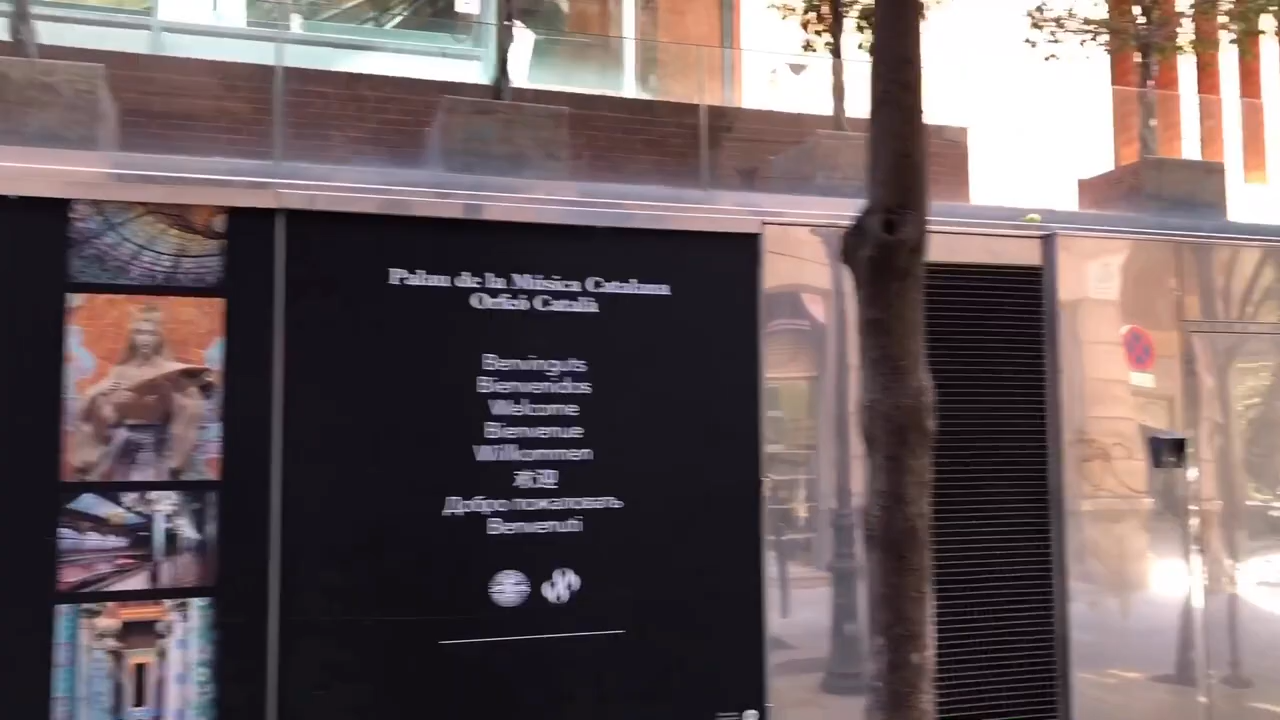 Palau de la Música Catalana
Orfeó Català
Benvinguts
Bienvenidos
Welcome
Bienvenue
Willkommen
欢迎
Добро пожаловать
Benvenuti